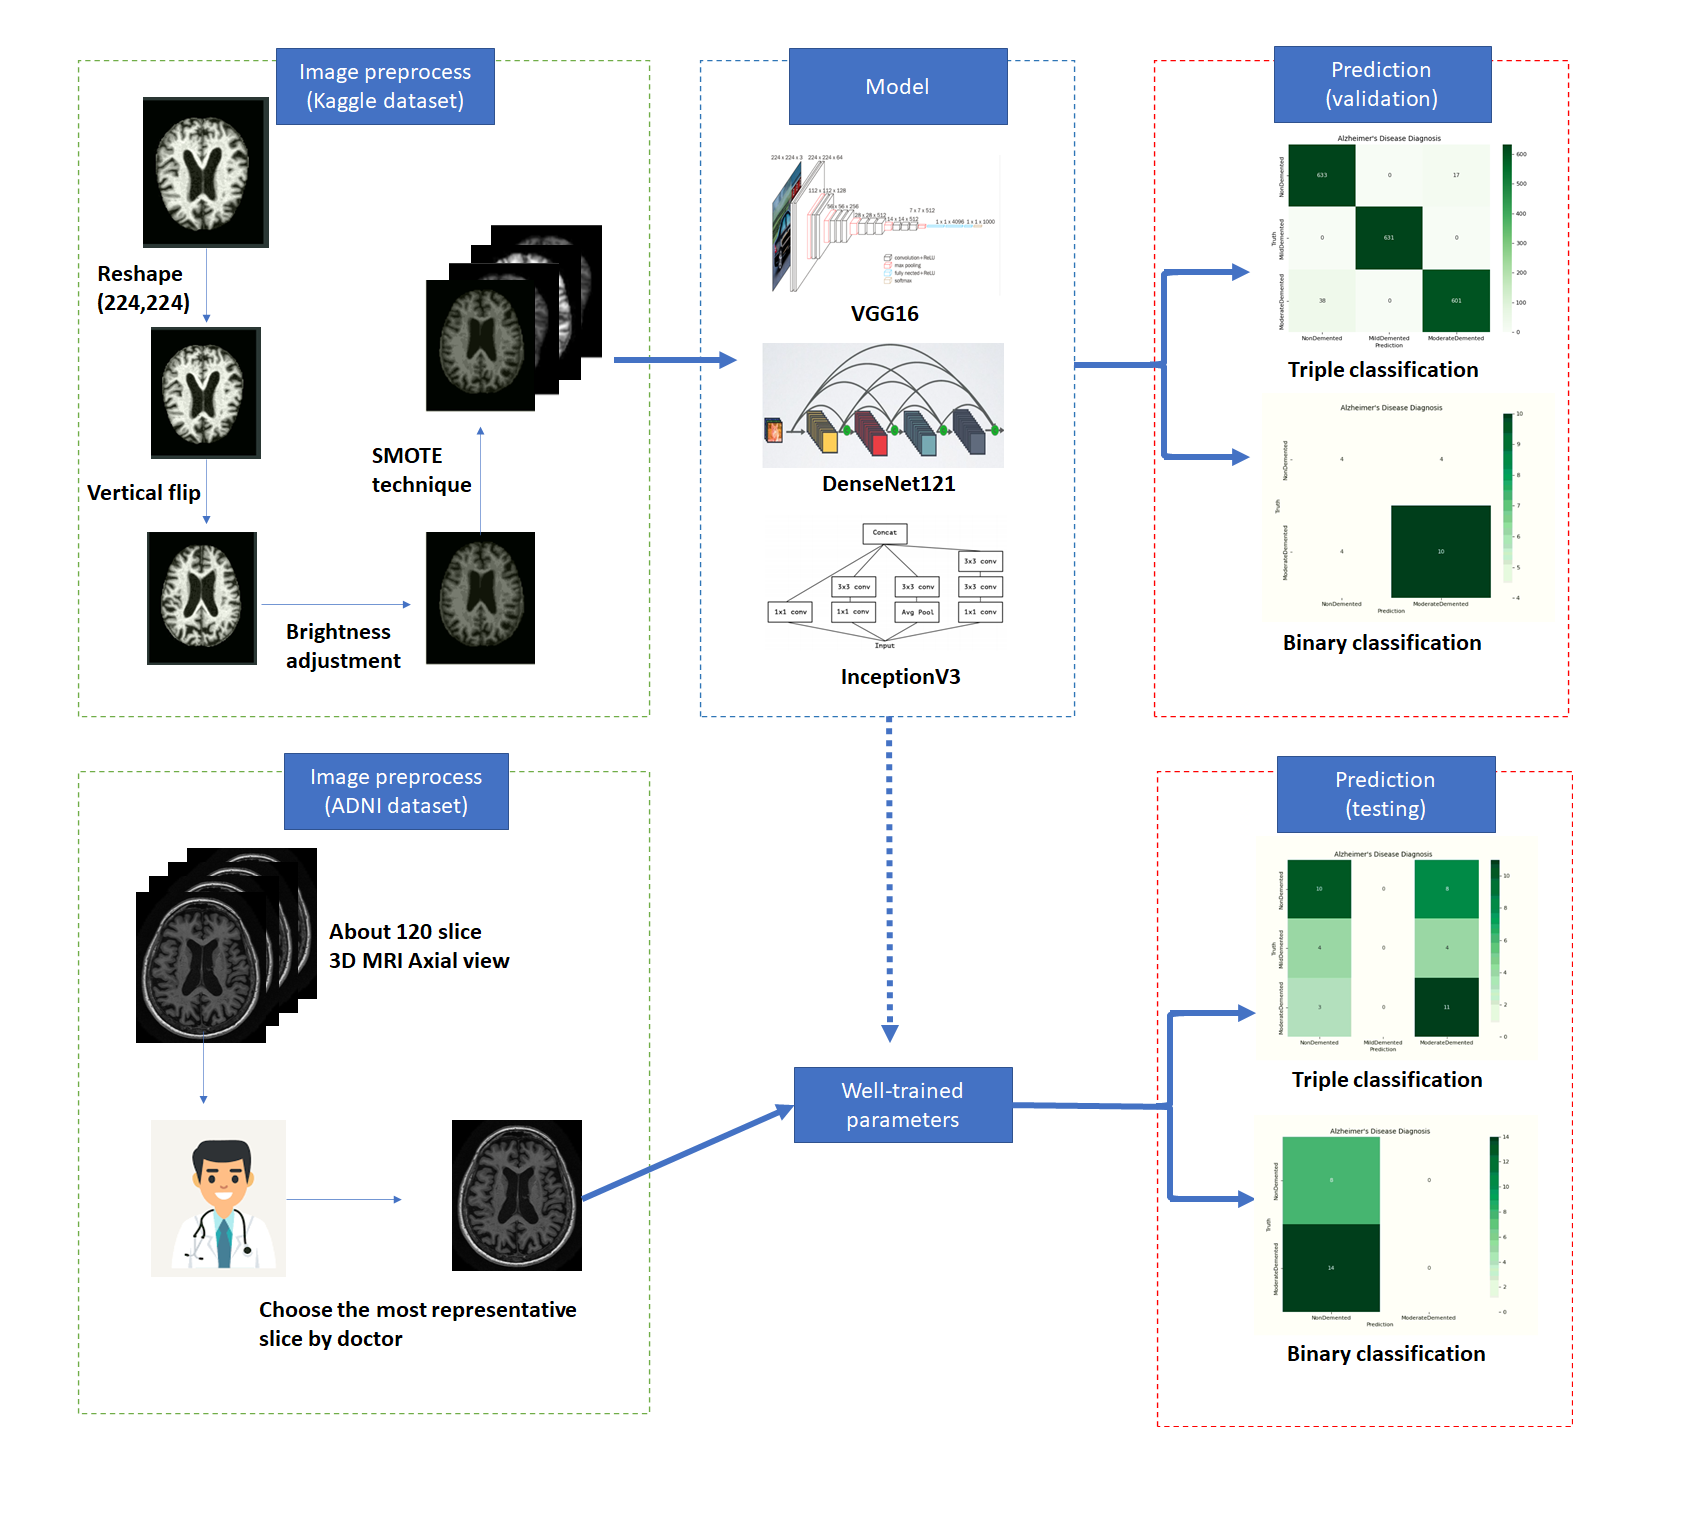 Image preprocess
(Kaggle dataset)
Reshape
(224,224)
Vertical flip
Brightness
adjustment
SMOTE
technique
Model
224 x 224 x 3
224 x 224 x 64
112 x 112 x 128
56 x 56 x 256
28 x 28 x 512
14 x 14 x 512
7 x 7 x 512
1 x 1 x 4096
1 x 1 x 1000
convolution+ReLU
max pooling
fully nected+ReLU
softmax
VGG16
DenseNet121
Concat
3x3 conv
3x3 conv
3x3 conv
3x3 conv
1x1 conv
1x1 conv
Avg Pool
1x1 conv
Input
InceptionV3
Prediction
(validation)
Alzheimer's Disease Diagnosis
NonDemented
MildDemented
ModerateDemented
Truth
633
0
17
0
631
0
38
0
601
600
500
400
300
200
100
0
NonDemented
MildDemented
ModerateDemented
Prediction
Triple classification
Alzheimer's Disease Diagnosis
NonDemented
ModerateDemented
Truth
4
4
4
10
10
9
8
7
6
5
4
NonDemented
ModerateDemented
Prediction
Binary classification
Image preprocess
(ADNI dataset)
About 120 slice
3D MRI Axial view
Choose the most representative
slice by doctor
Well-trained
parameters
Prediction
(testing)
Alzheimer's Disease Diagnosis
NonDemented
MildDemented
ModerateDemented
Truth
10
0
8
4
0
4
3
0
11
10
8
6
4
2
0
NonDemented
MildDemented
ModerateDemented
Prediction
Triple classification
Alzheimer's Disease Diagnosis
NonDemented
ModerateDemented
Truth
8
0
14
0
14
12
10
8
6
4
2
0
NonDemented
ModerateDemented
Prediction
Binary classification